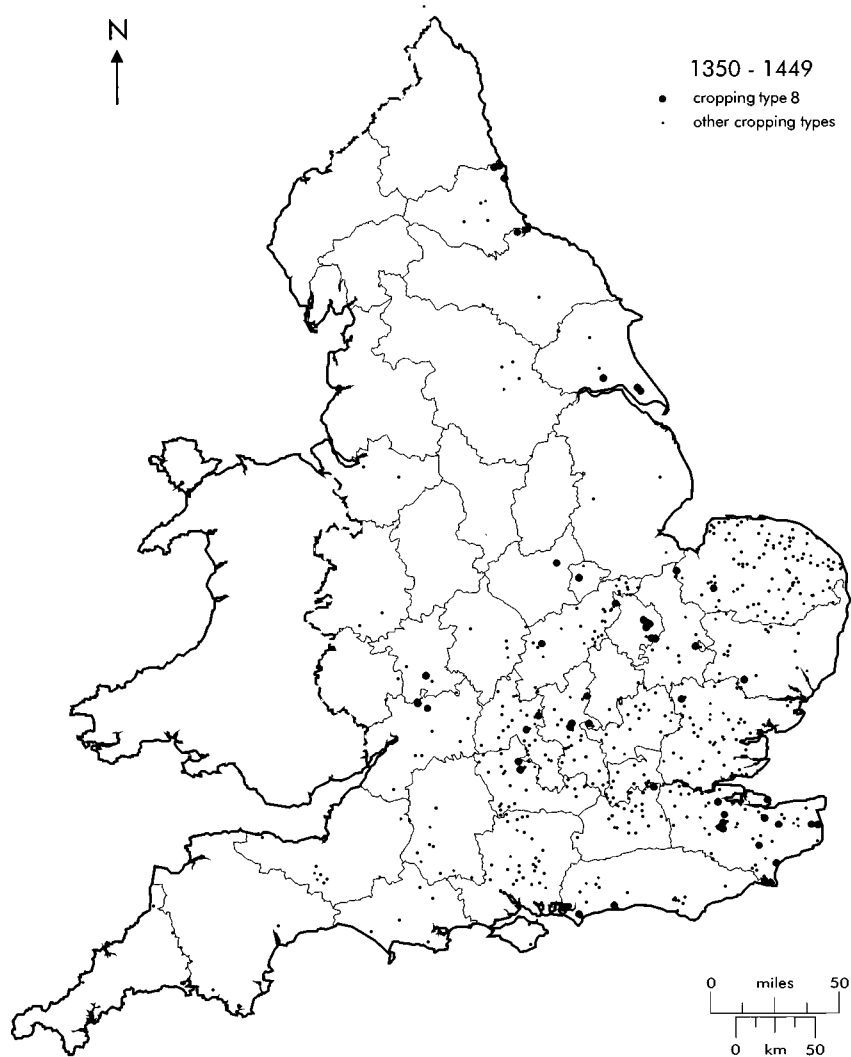 N
1350 - 1449
cropping type 8
other cropping types
0 miles 50
0 km 50